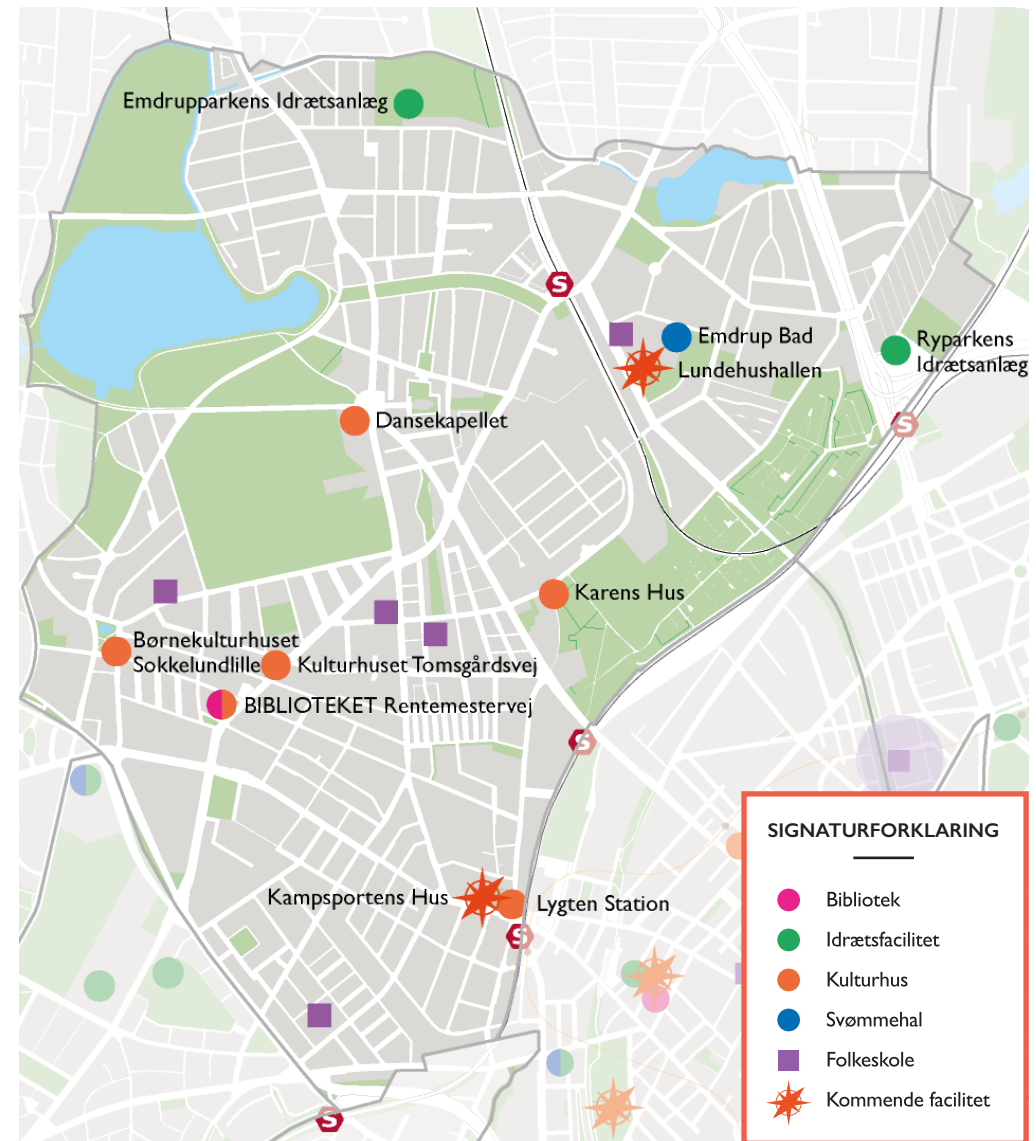 Emdrupparkens Idrætsanlæg
S
Emdrup Bad
Lundehushallen
Ryparkens
Idrætsanlæg
S
Dansekapellet
Karens Hus
Børnekulturhuset
Sokkelundlille
Kulturhuset Tomsgårdsvej
BIBLIOTEKET Rentemestervej
S
Kampsportens Hus
Lygten Station
S
S
SIGNATURFORKLARING
Bibliotek
Idrætsfacilitet
Kulturhus
Svømmehal
Folkeskole
Kommende facilitet